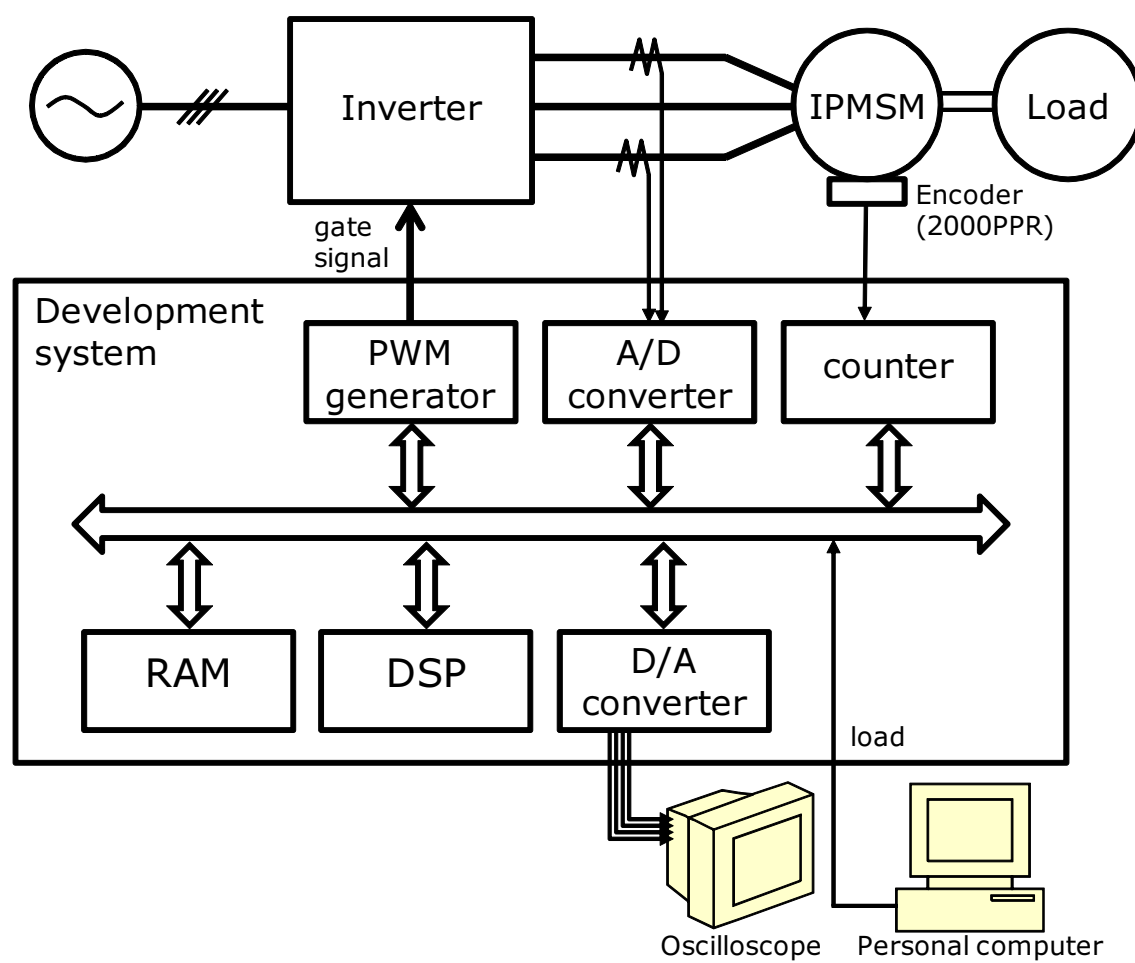 Inverter
IPMSM
Load
Encoder
(2000PPR)
gate
signal
Development
system
PWM
generator
A/D
converter
counter
RAM
DSP
D/A
converter
load
Oscilloscope
Personal computer